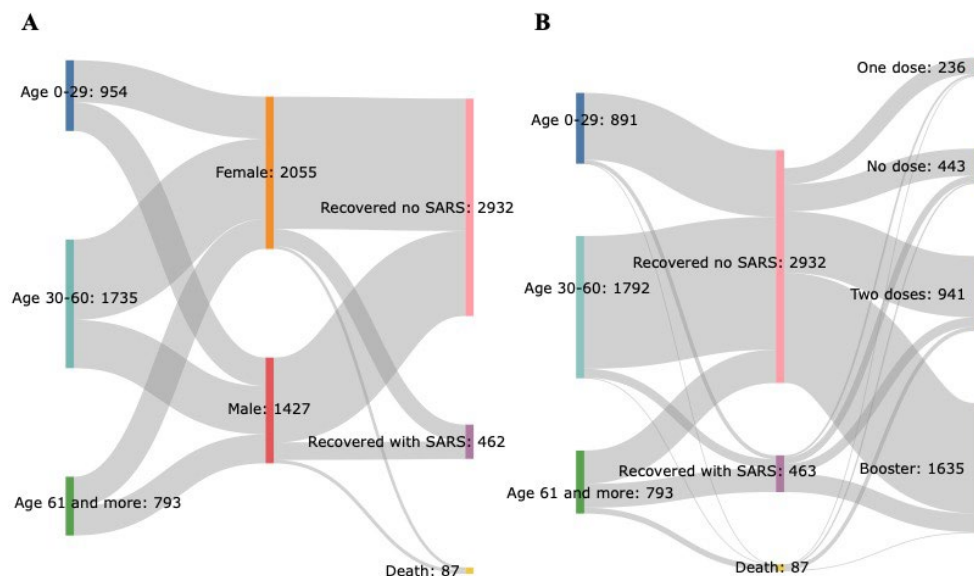 A
Age 0-29: 954
Female: 2055
Recovered no SARS: 2932
Age 30-60: 1735
Male: 1427
Recovered with SARS: 462
Age 61 and more: 793
Death: 87
B
One dose: 236
Age 0-29: 891
No dose: 443
Recovered no SARS: 2932
Age 30-60: 1792
Two doses: 941
Recovered with SARS: 463
Booster: 1635
Age 61 and more: 793
Death: 87